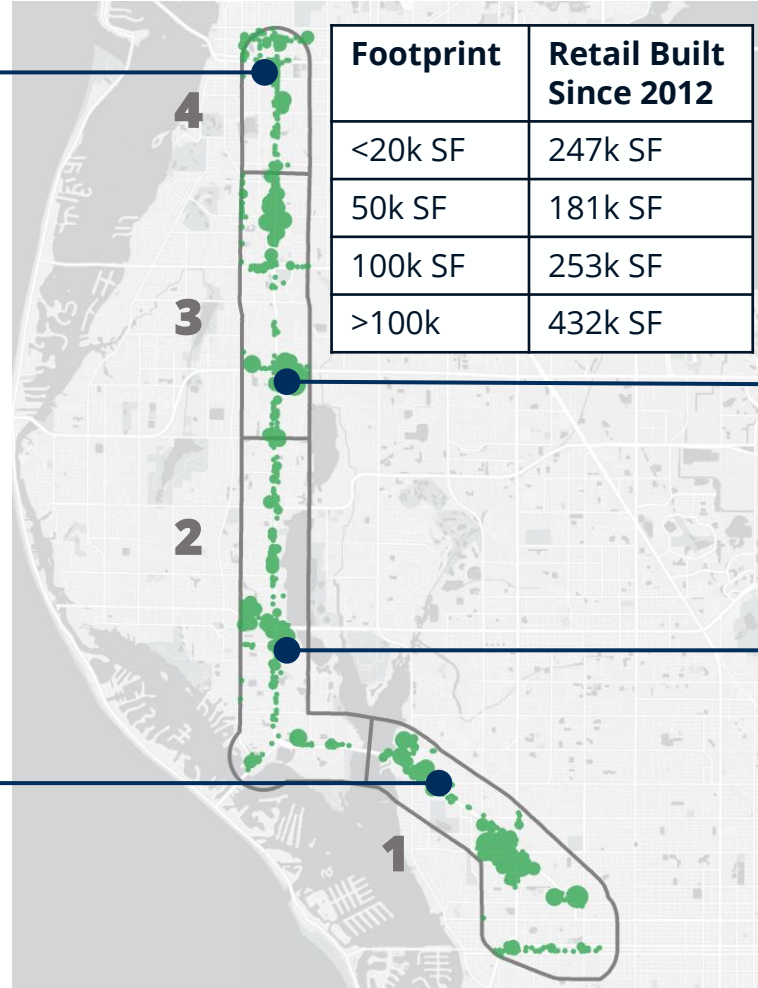 Footprint
Retail Built
Since 2012
<20k SF
247k SF
50k SF
181k SF
100k SF
253k SF
>100k
432k SF
4
3
2
1